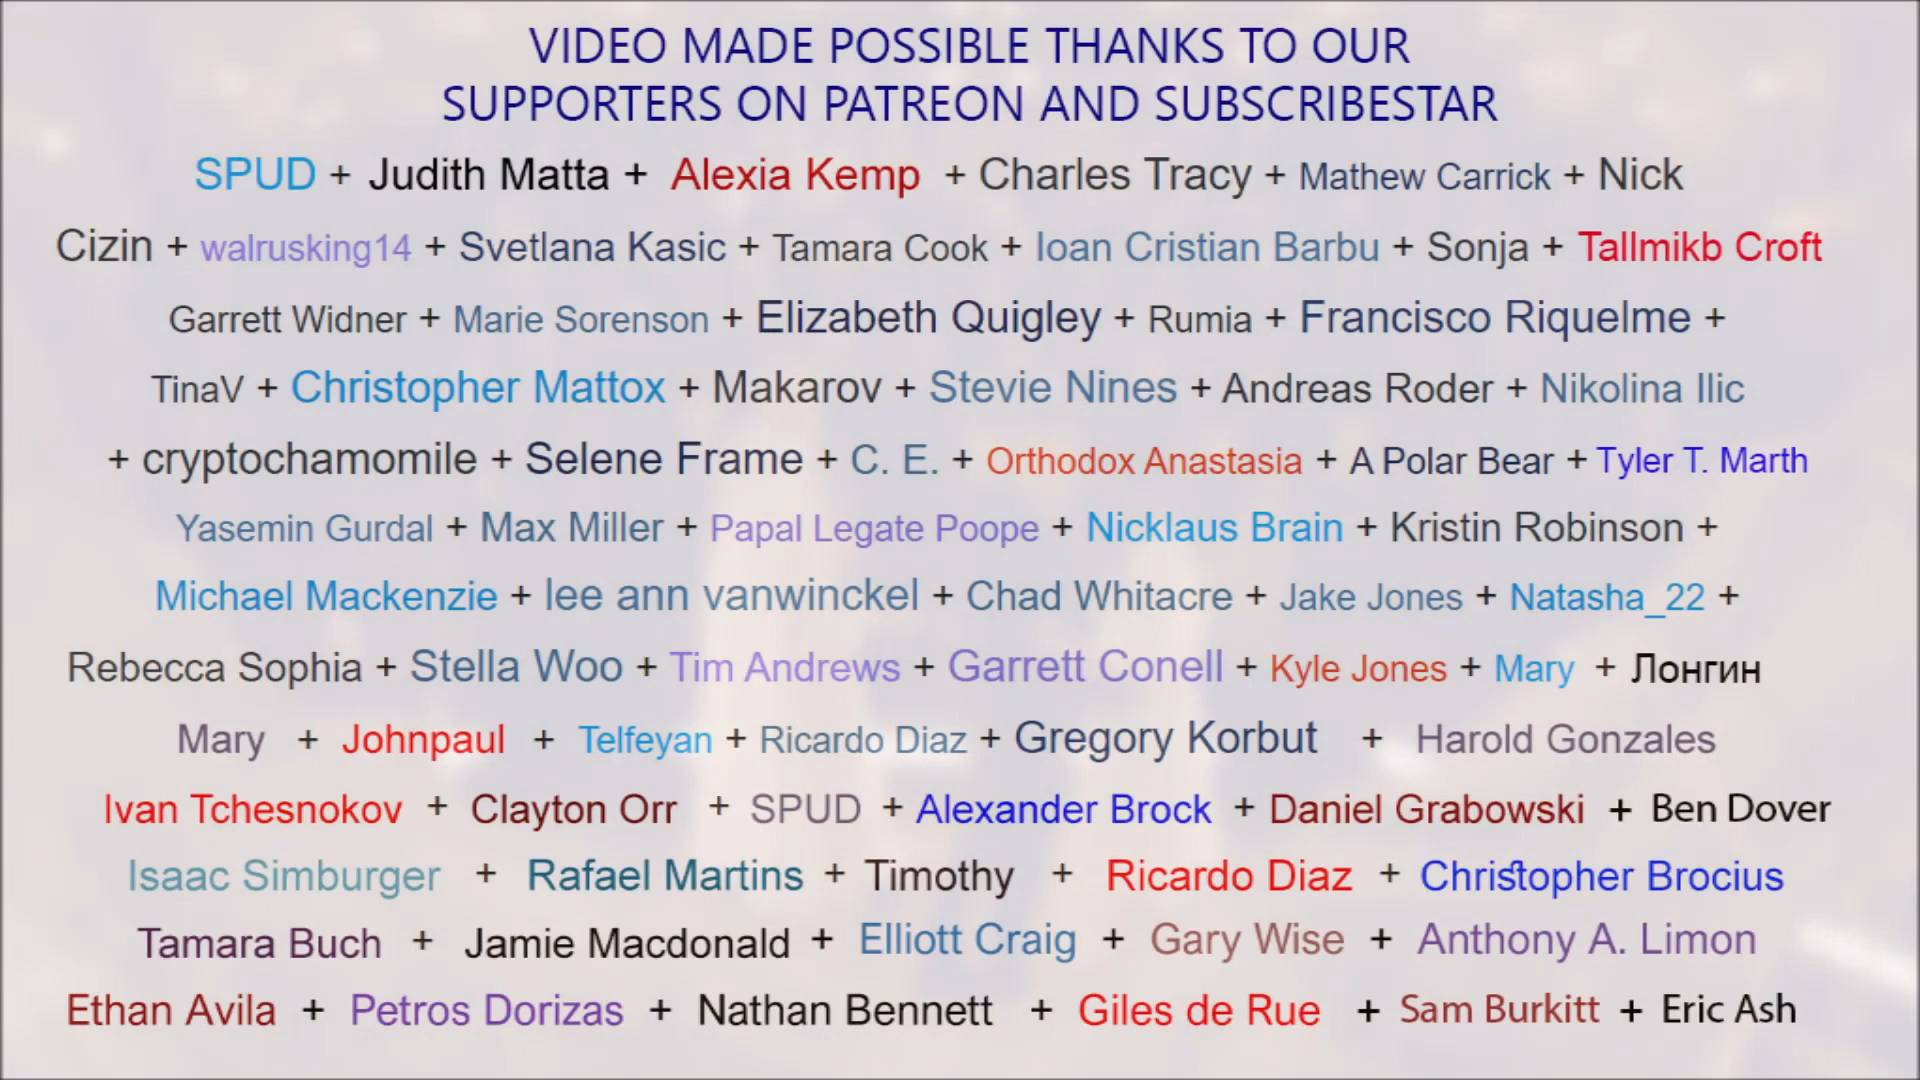 VIDEO MADE POSSIBLE THANKS TO OUR
SUPPORTERS ON PATREON AND SUBSCRIBESTAR
SPUD + Judith Matta + Alexia Kemp + Charles Tracy + Mathew Carrick + Nick
Cizin + walrusking14 + Svetlana Kasic + Tamara Cook + Ioan Cristian Barbu + Sonja + Tallmikb Croft
Garrett Widner + Marie Sorenson + Elizabeth Quigley + Rumia + Francisco Riquelme +
TinaV + Christopher Mattox + Makarov + Stevie Nines + Andreas Roder + Nikolina Ilic
+ cryptochamomile + Selene Frame + C. E. + Orthodox Anastasia + A Polar Bear + Tyler T. Marth
Yasemin Gurdal + Max Miller + Papal Legate Poope + Nicklaus Brain + Kristin Robinson +
Michael Mackenzie + lee ann vanwinckel + Chad Whitacre + Jake Jones + Natasha_22 +
Rebecca Sophia + Stella Woo + Tim Andrews + Garrett Conell + Kyle Jones + Mary + Лонгин
Mary + Johnpaul + Telfeyan + Ricardo Diaz + Gregory Korbut + Harold Gonzales
Ivan Tchesnokov + Clayton Orr + SPUD + Alexander Brock + Daniel Grabowski + Ben Dover
Isaac Simburger + Rafael Martins + Timothy + Ricardo Diaz + Christopher Brocius
Tamara Buch + Jamie Macdonald + Elliott Craig + Gary Wise + Anthony A. Limon
Ethan Avila + Petros Dorizas + Nathan Bennett + Giles de Rue + Sam Burkitt + Eric Ash